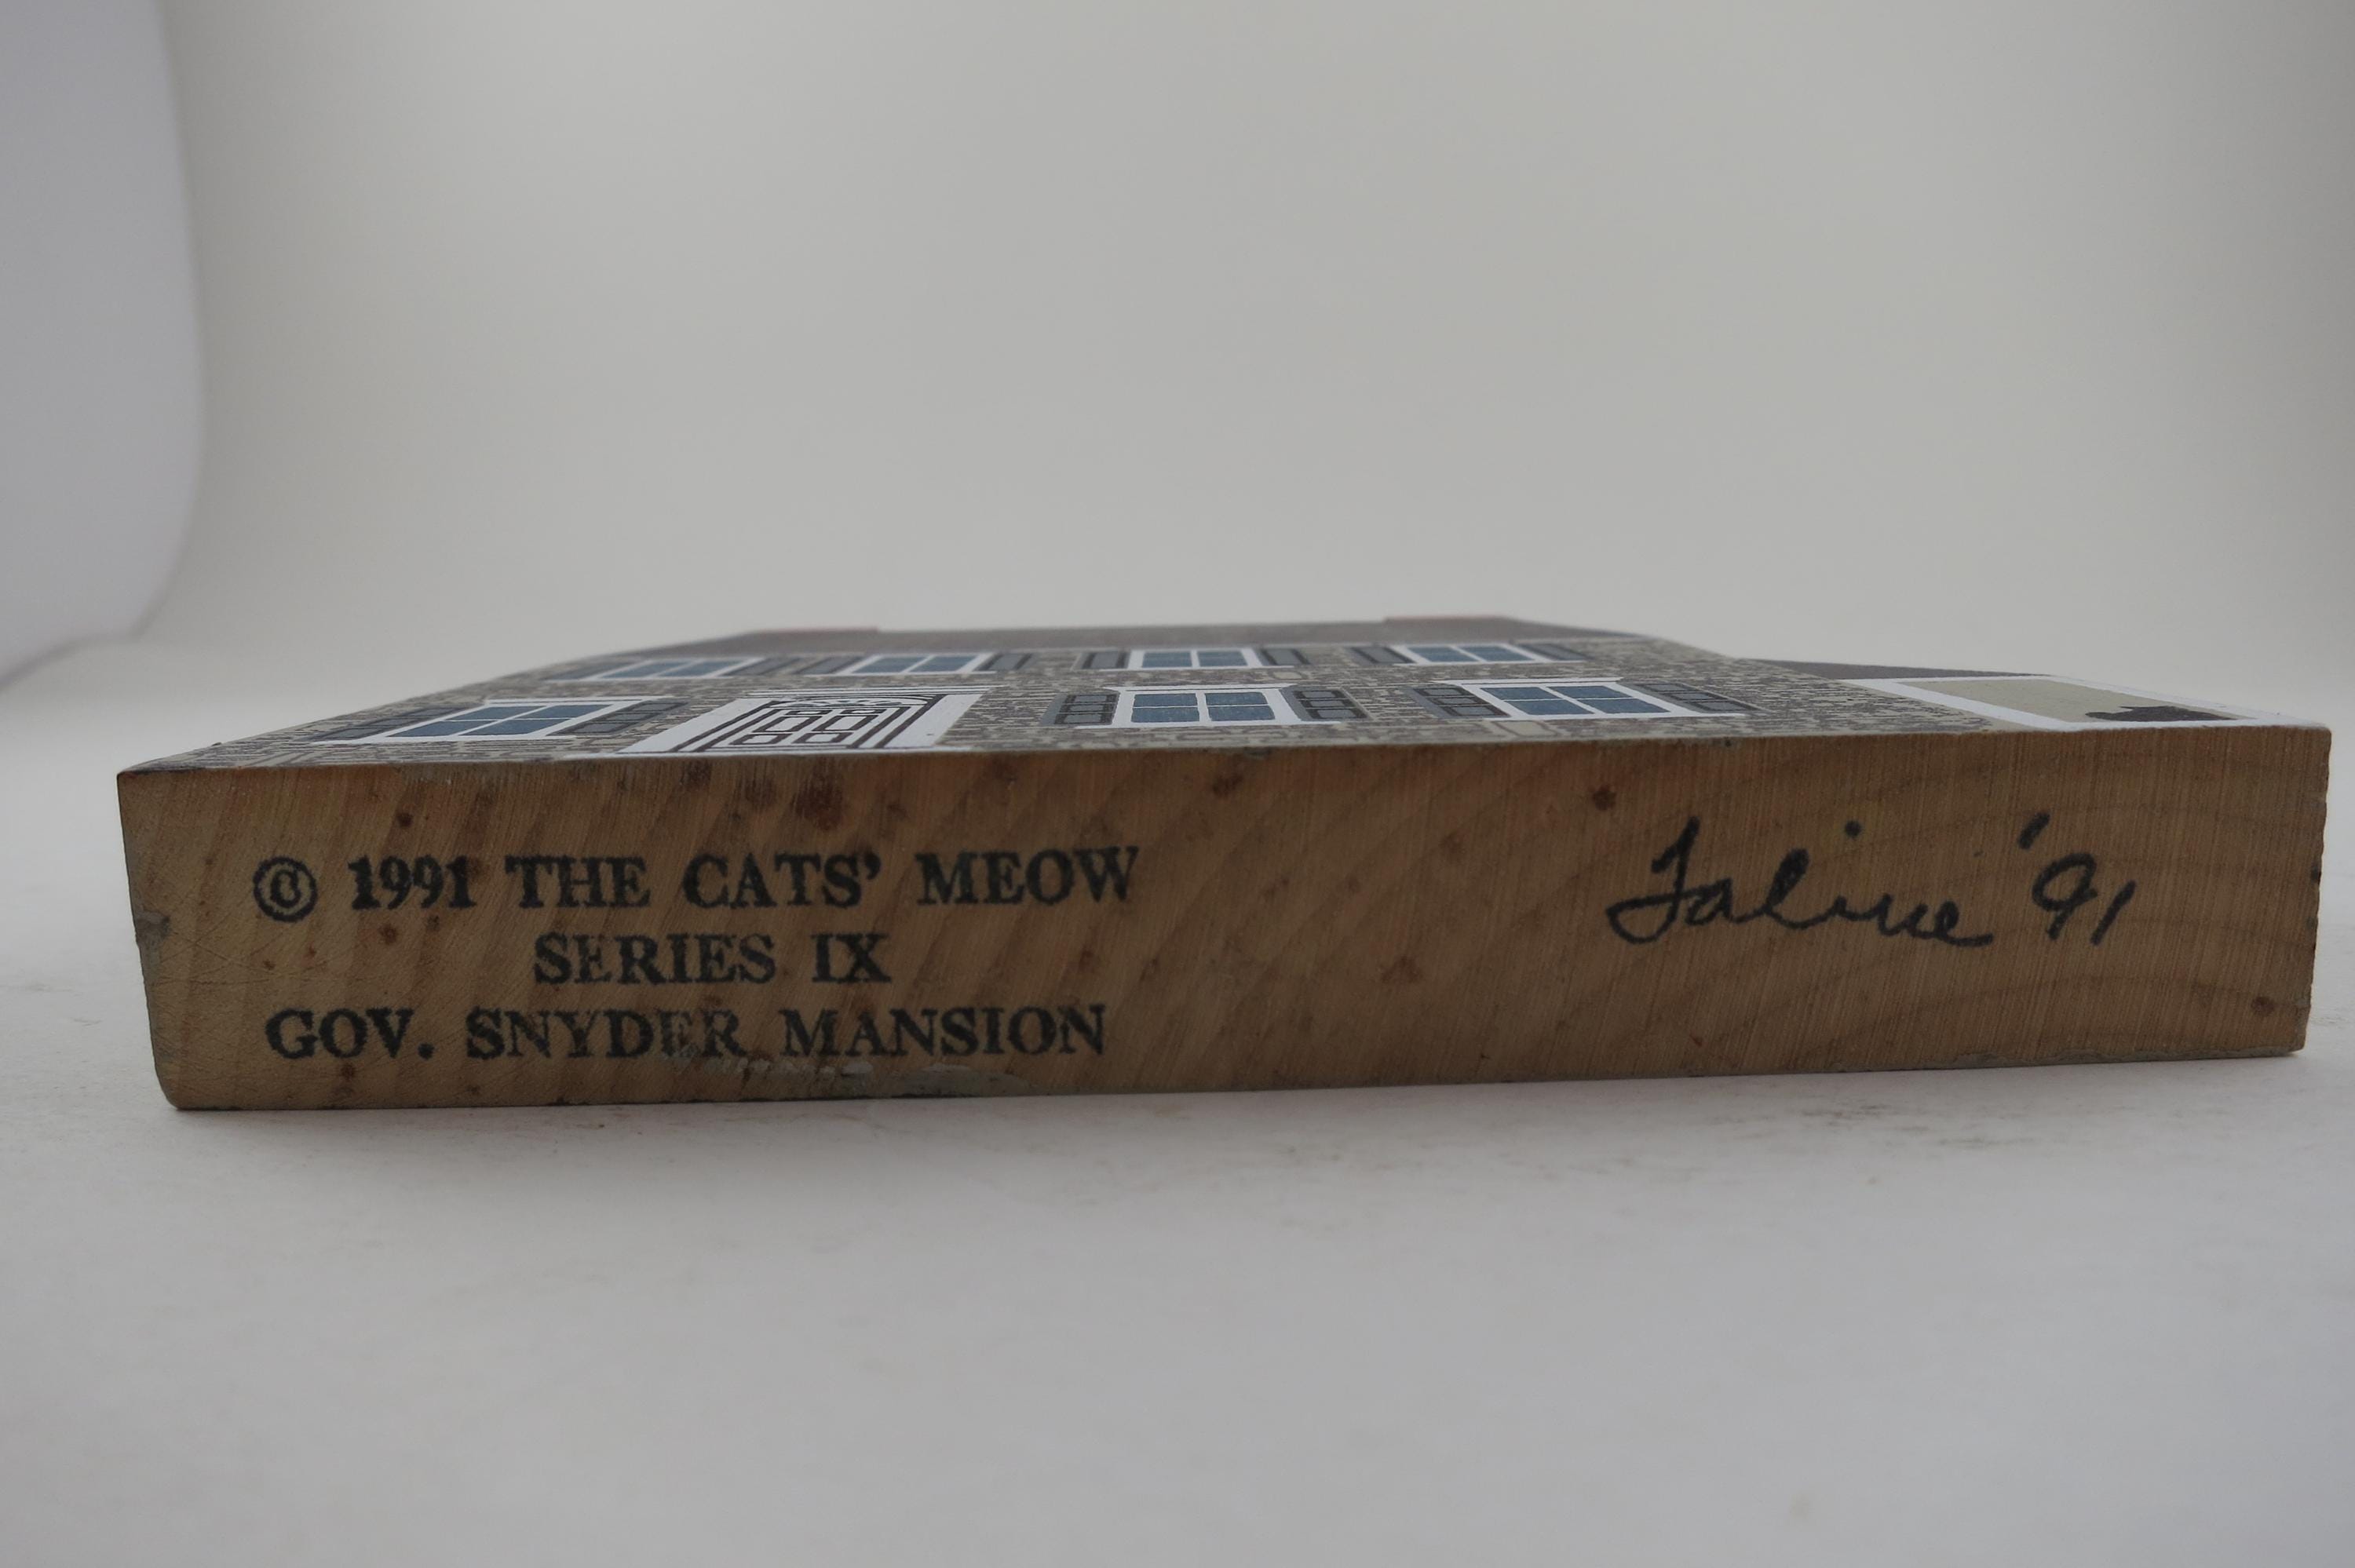 © 1991 THE CATS' MEOW
SERIES IX
GOV. SNYDER MANSION
Faline '91